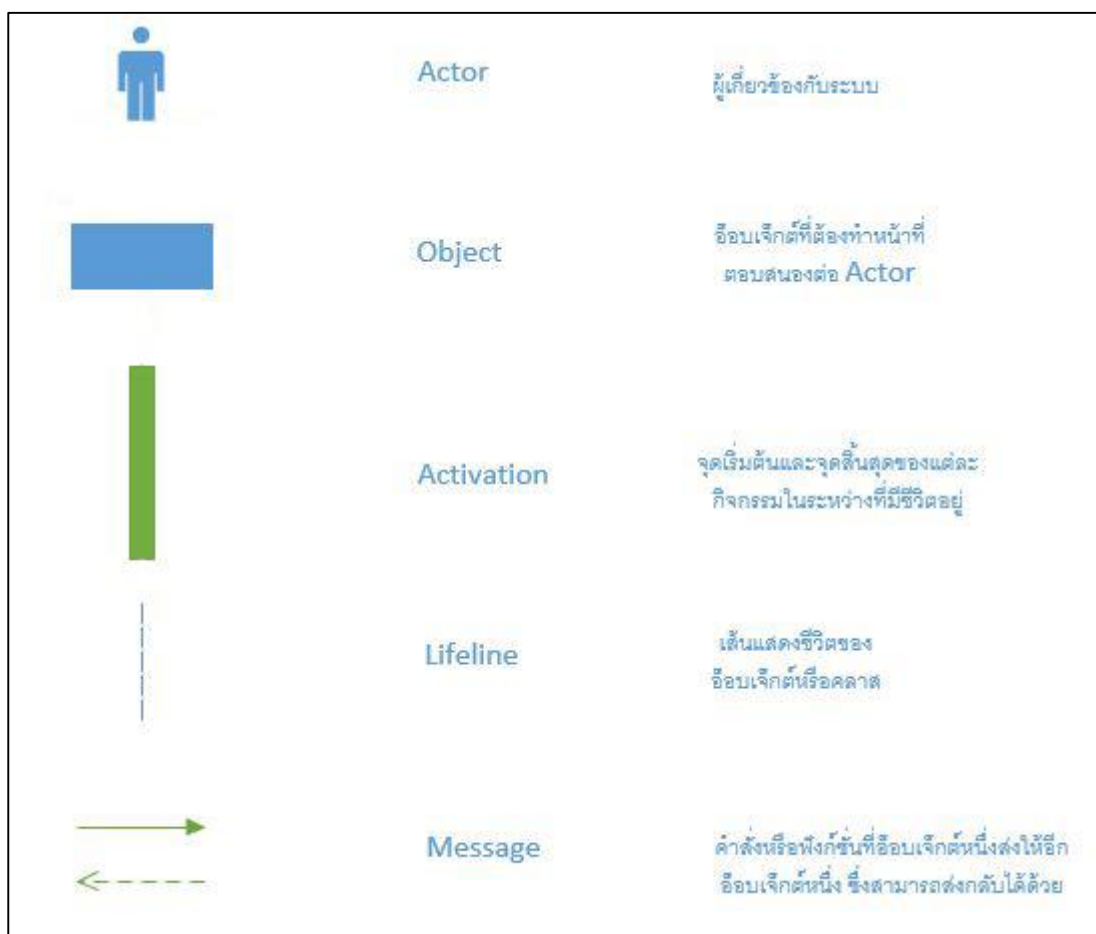 Actor
ผู้เกี่ยวข้องกับระบบ
Object
อ็อบเจ็กต์ที่ต้องทำหน้าที่
ตอบสนองต่อ Actor
Activation
จุดเริ่มต้นและจุดสิ้นสุดของแต่ละ
กิจกรรมในระหว่างที่มีชีวิตอยู่
Lifeline
เส้นแสดงชีวิตของ
อ็อบเจ็กต์หรือคลาส
Message
คำสั่งหรือฟังก์ชั่นที่อ็อบเจ็กต์หนึ่งส่งให้อีก
อ็อบเจ็กต์หนึ่ง ซึ่งสามารถส่งกลับได้ด้วย